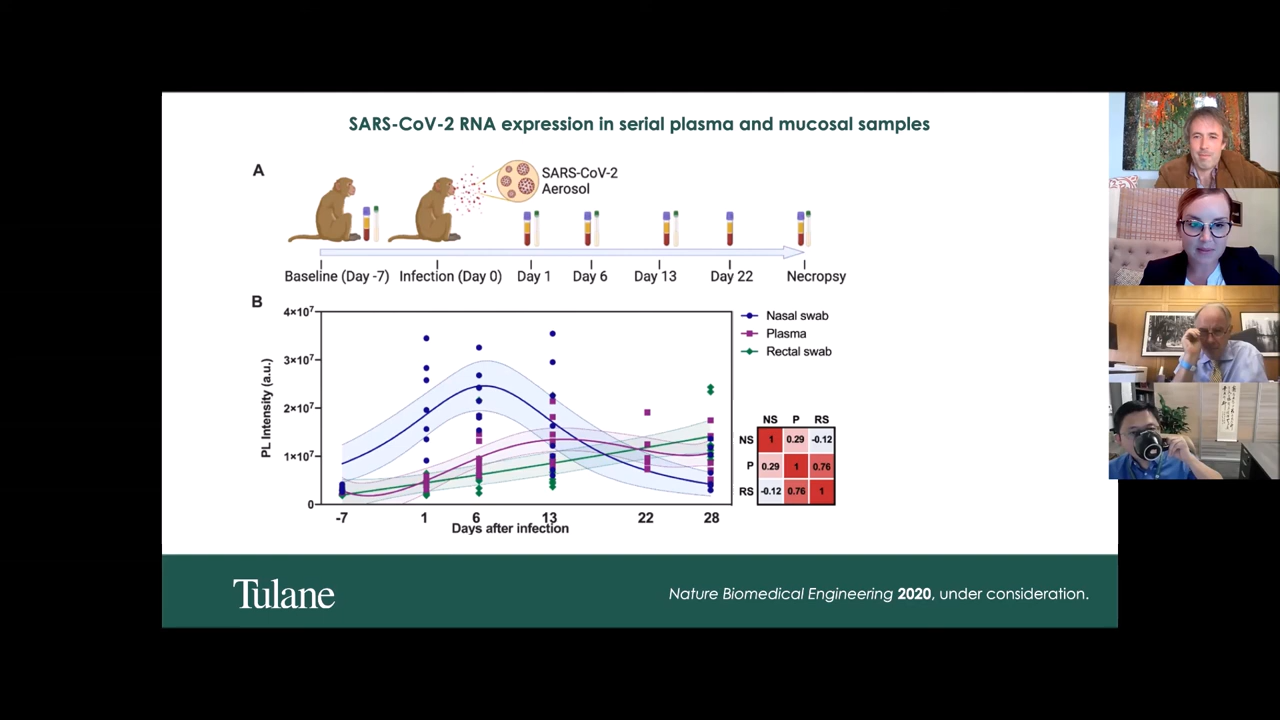 SARS-CoV-2 RNA expression in serial plasma and mucosal samples
A
SARS-CoV-2
Aerosol
Baseline (Day -7)
Infection (Day 0)
Day 1
Day 6
Day 13
Day 22
Necropsy
B
PL Intensity (a.u.)
4×10⁷
3×10⁷
2×10⁷
1×10⁷
0
-7 1 6 13 22 28
Days after infection
Nasal swab
Plasma
Rectal swab
NS P RS
NS 1 0.29 -0.12
P 0.29 1 0.76
RS -0.12 0.76 1
Tulane
Nature Biomedical Engineering 2020, under consideration.